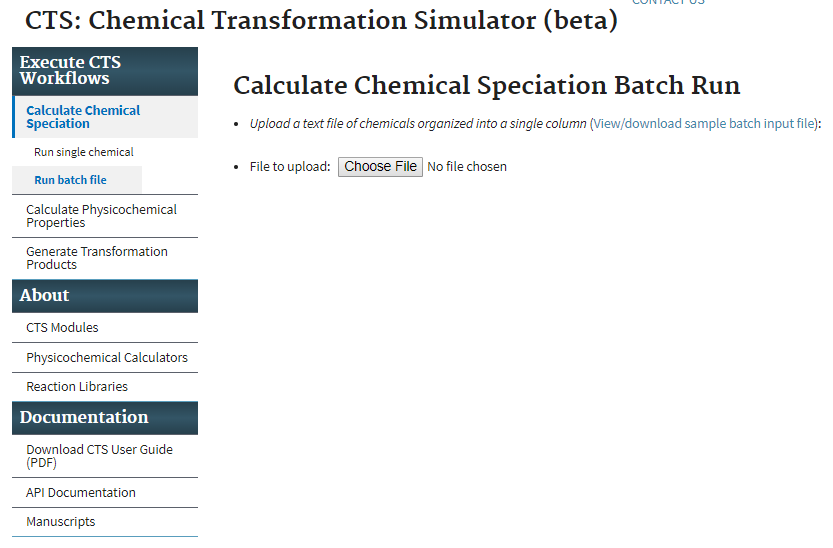 CONTACT US
CTS: Chemical Transformation Simulator (beta)
Execute CTS
Workflows
Calculate Chemical
Speciation
Run single chemical
Run batch file
Calculate Physicochemical
Properties
Generate Transformation
Products
About
CTS Modules
Physicochemical Calculators
Reaction Libraries
Documentation
Download CTS User Guide
(PDF)
API Documentation
Manuscripts
Calculate Chemical Speciation Batch Run
Upload a text file of chemicals organized into a single column (View/download sample batch input file):
File to upload: Choose File No file chosen